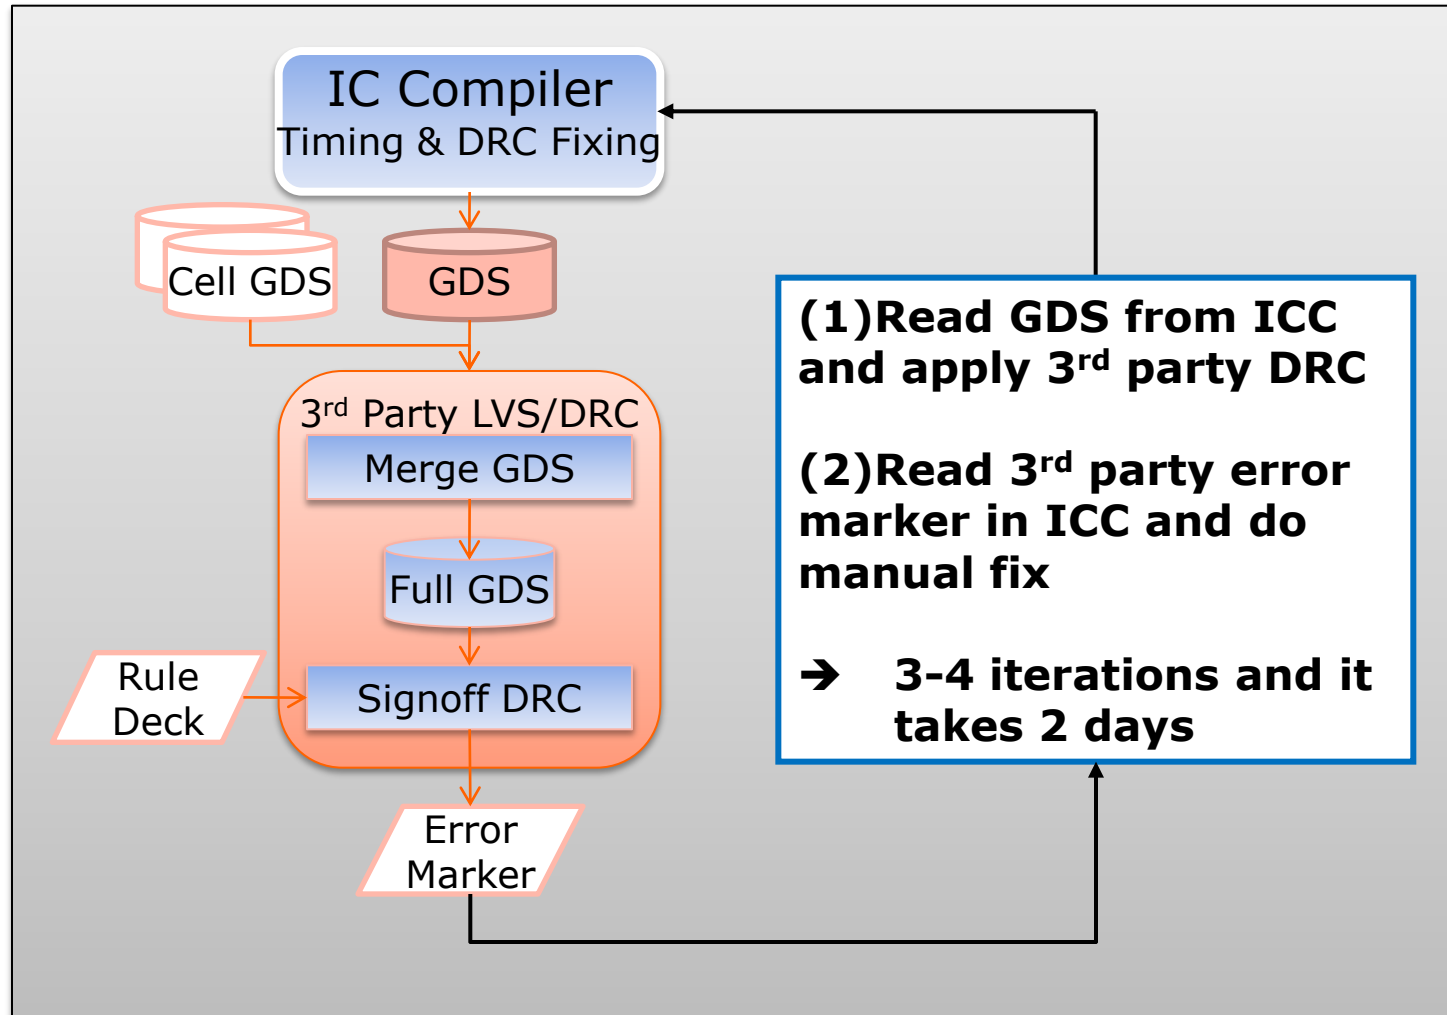 IC Compiler
Timing & DRC Fixing
Cell GDS
GDS
3rd Party LVS/DRC
Merge GDS
Full GDS
Rule
Deck
Signoff DRC
Error
Marker
(1)Read GDS from ICC
and apply 3rd party DRC
(2)Read 3rd party error
marker in ICC and do
manual fix
➔ 3-4 iterations and it
takes 2 days